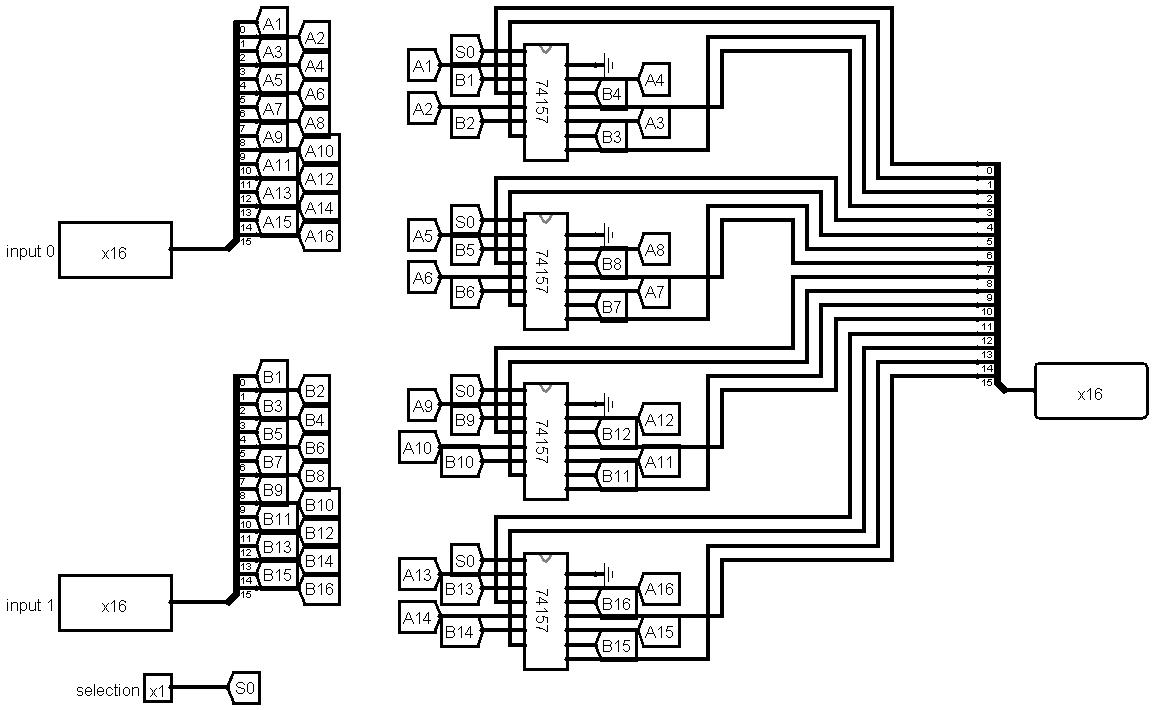 input 0
x16
0
1
2
3
4
5
6
7
8
9
10
11
12
13
14
15
A1
A2
A3
A4
A5
A6
A7
A8
A9
A10
A11
A12
A13
A14
A15
A16
input 1
x16
0
1
2
3
4
5
6
7
8
9
10
11
12
13
14
15
B1
B2
B3
B4
B5
B6
B7
B8
B9
B10
B11
B12
B13
B14
B15
B16
selection x1 S0
S0
A1
B1
A2
B2
74157
A4
B4
A3
B3
S0
A5
B5
A6
B6
74157
A8
B8
A7
B7
S0
A9
B9
A10
B10
74157
A12
B12
A11
B11
S0
A13
B13
A14
B14
74157
A16
B16
A15
B15
0
1
2
3
4
5
6
7
8
9
10
11
12
13
14
15
x16